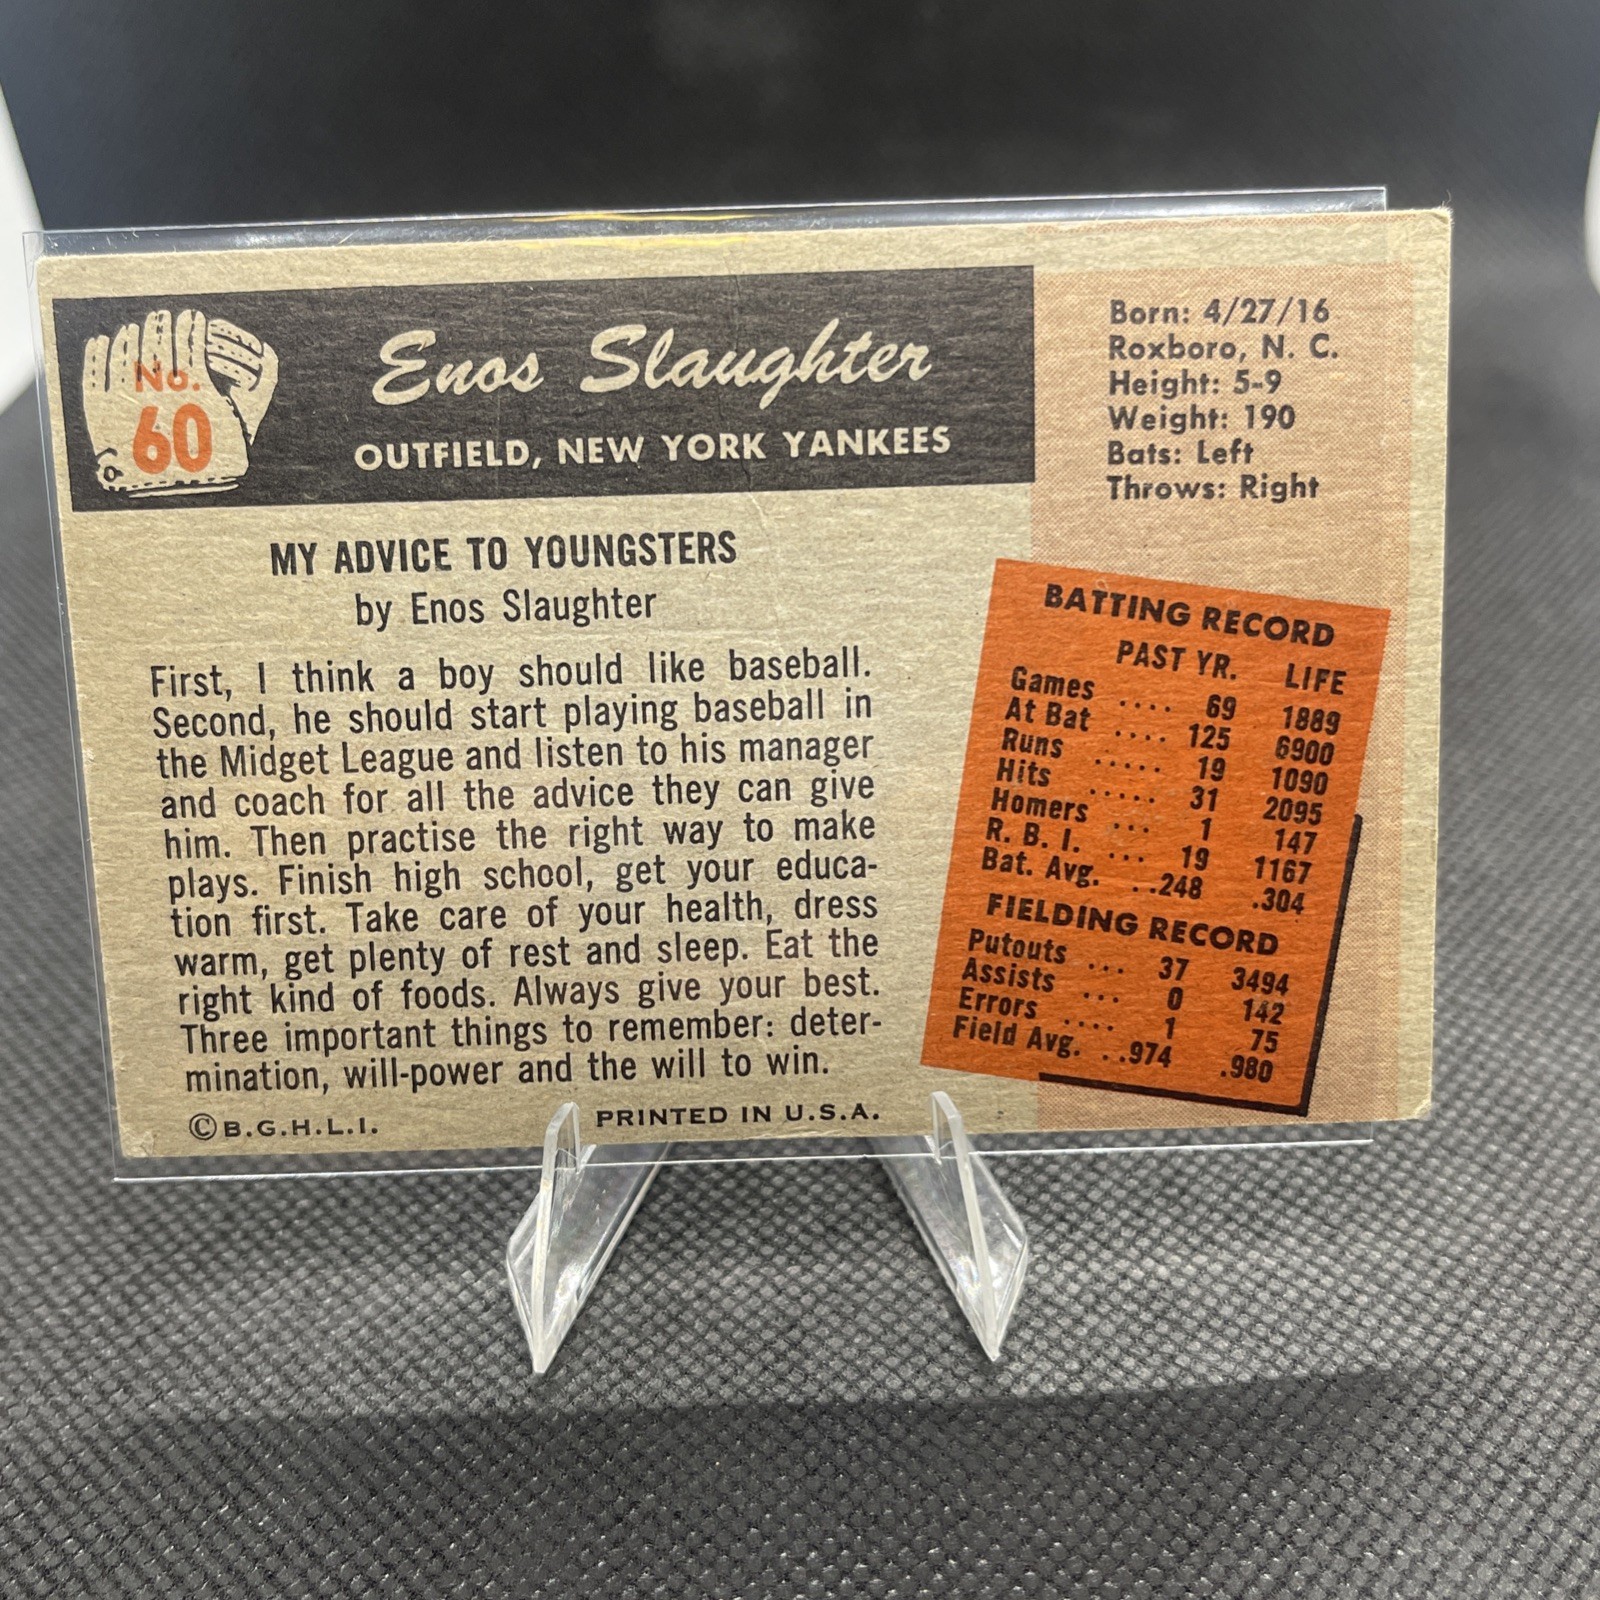 No.
60
Enos Slaughter
OUTFIELD, NEW YORK YANKEES
Born: 4/27/16
Roxboro, N. C.
Height: 5-9
Weight: 190
Bats: Left
Throws: Right
MY ADVICE TO YOUNGSTERS
by Enos Slaughter
First, I think a boy should like baseball.
Second, he should start playing baseball in
the Midget League and listen to his manager
and coach for all the advice they can give
him. Then practise the right way to make
plays. Finish high school, get your educa-
tion first. Take care of your health, dress
warm, get plenty of rest and sleep. Eat the
right kind of foods. Always give your best.
Three important things to remember: deter-
mination, will-power and the will to win.
©B.G.H.L.I.
PRINTED IN U.S.A.
BATTING RECORD
PAST YR. LIFE
Games .... 69 1889
At Bat .... 125 6900
Runs ..... 19 1090
Hits ..... 31 2095
Homers ... 1 147
R. B. I. ... 19 1167
Bat. Avg. ..248 .304
FIELDING RECORD
Putouts ... 37 3494
Assists ... 0 142
Errors .... 1 75
Field Avg. ..974 .980